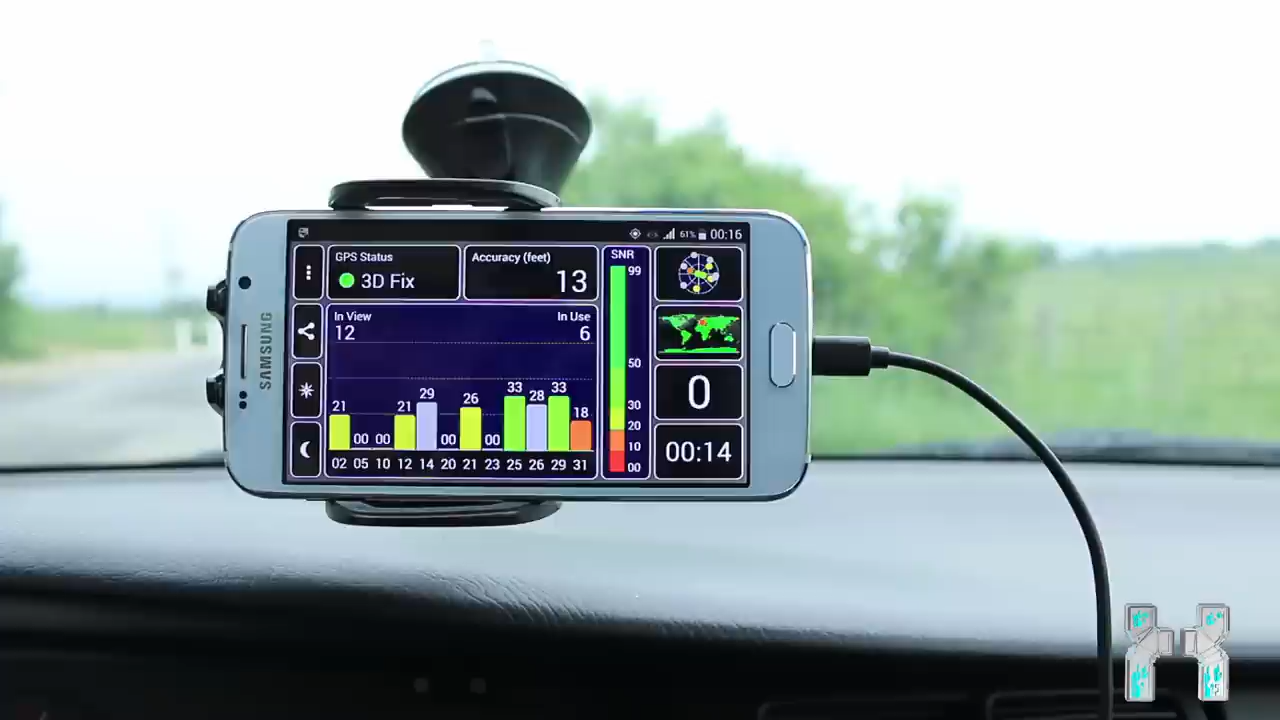 SAMSUNG
61% 00:16
GPS Status
3D Fix
Accuracy (feet)
13
In View
12
In Use
6
21 00 00 21 29 00 26 00 33 28 33 18
02 05 10 12 14 20 21 23 25 26 29 31
SNR
99
50
30
20
10
00
0
00:14